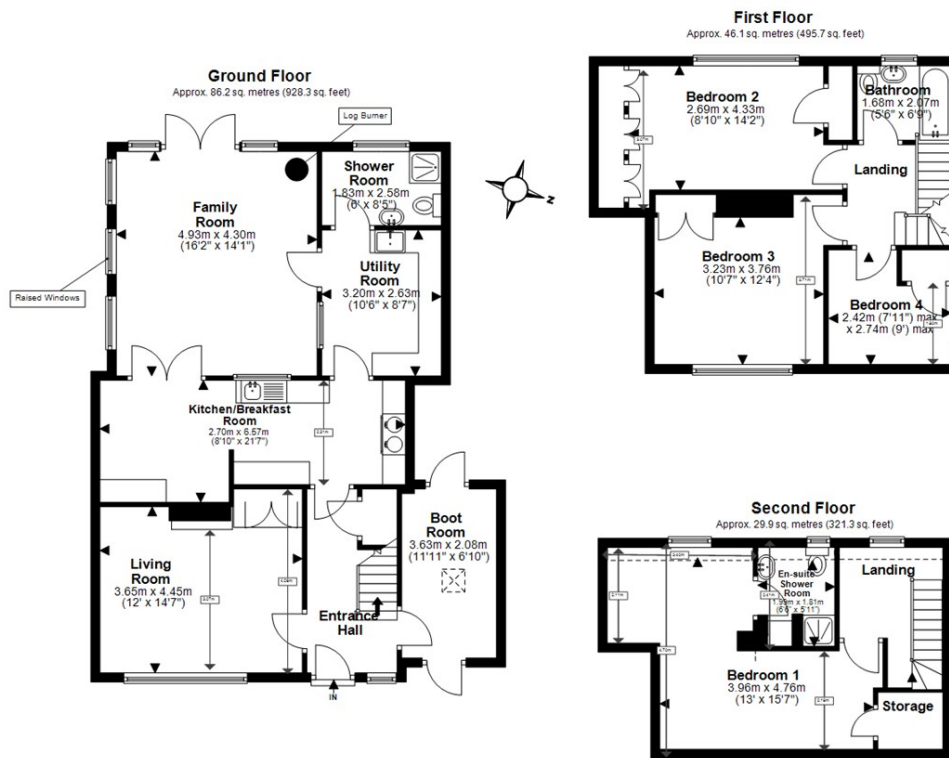 Ground Floor
Approx. 86.2 sq. metres (928.3 sq. feet)
Log Burner
Family
Room
4.93m x 4.30m
(16'2" x 14'1")
Raised Windows
Shower
Room
1.83m x 2.58m
(6' x 8'5")
Utility
Room
3.20m x 2.63m
(10'6" x 8'7")
Kitchen/Breakfast
Room
2.70m x 6.57m
(8'10" x 21'7")
Living
Room
3.65m x 4.45m
(12' x 14'7")
Entrance
Hall
IN
Boot
Room
3.63m x 2.08m
(11'11" x 6'10")
N
First Floor
Approx. 46.1 sq. metres (495.7 sq. feet)
Bedroom 2
2.69m x 4.33m
(8'10" x 14'2")
Bathroom
1.68m x 2.07m
(5'6" x 6'9")
Landing
Bedroom 3
3.23m x 3.76m
(10'7" x 12'4")
Bedroom 4
2.42m (7'11") max
x 2.74m (9') max
Second Floor
Approx. 29.9 sq. metres (321.3 sq. feet)
En-suite
Shower
Room
1.99m x 1.81m
(6'6" x 5'11")
Landing
Bedroom 1
3.96m x 4.76m
(13' x 15'7")
Storage